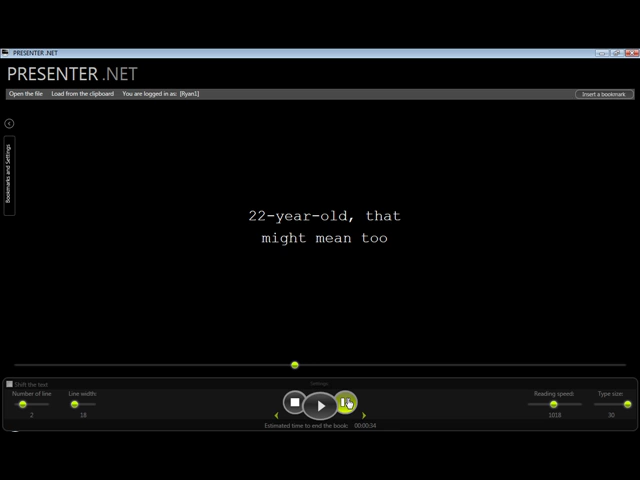 PRESENTER .NET
PRESENTER .NET
Open the file Load from the clipboard You are logged in as: [Ryan1] Insert a bookmark
Bookmarks and Settings
22-year-old, that
might mean too
Shift the text
Settings
Number of line Line width: Reading speed: Type size:
2 18 1018 30
Estimated time to end the book: 00:00:34